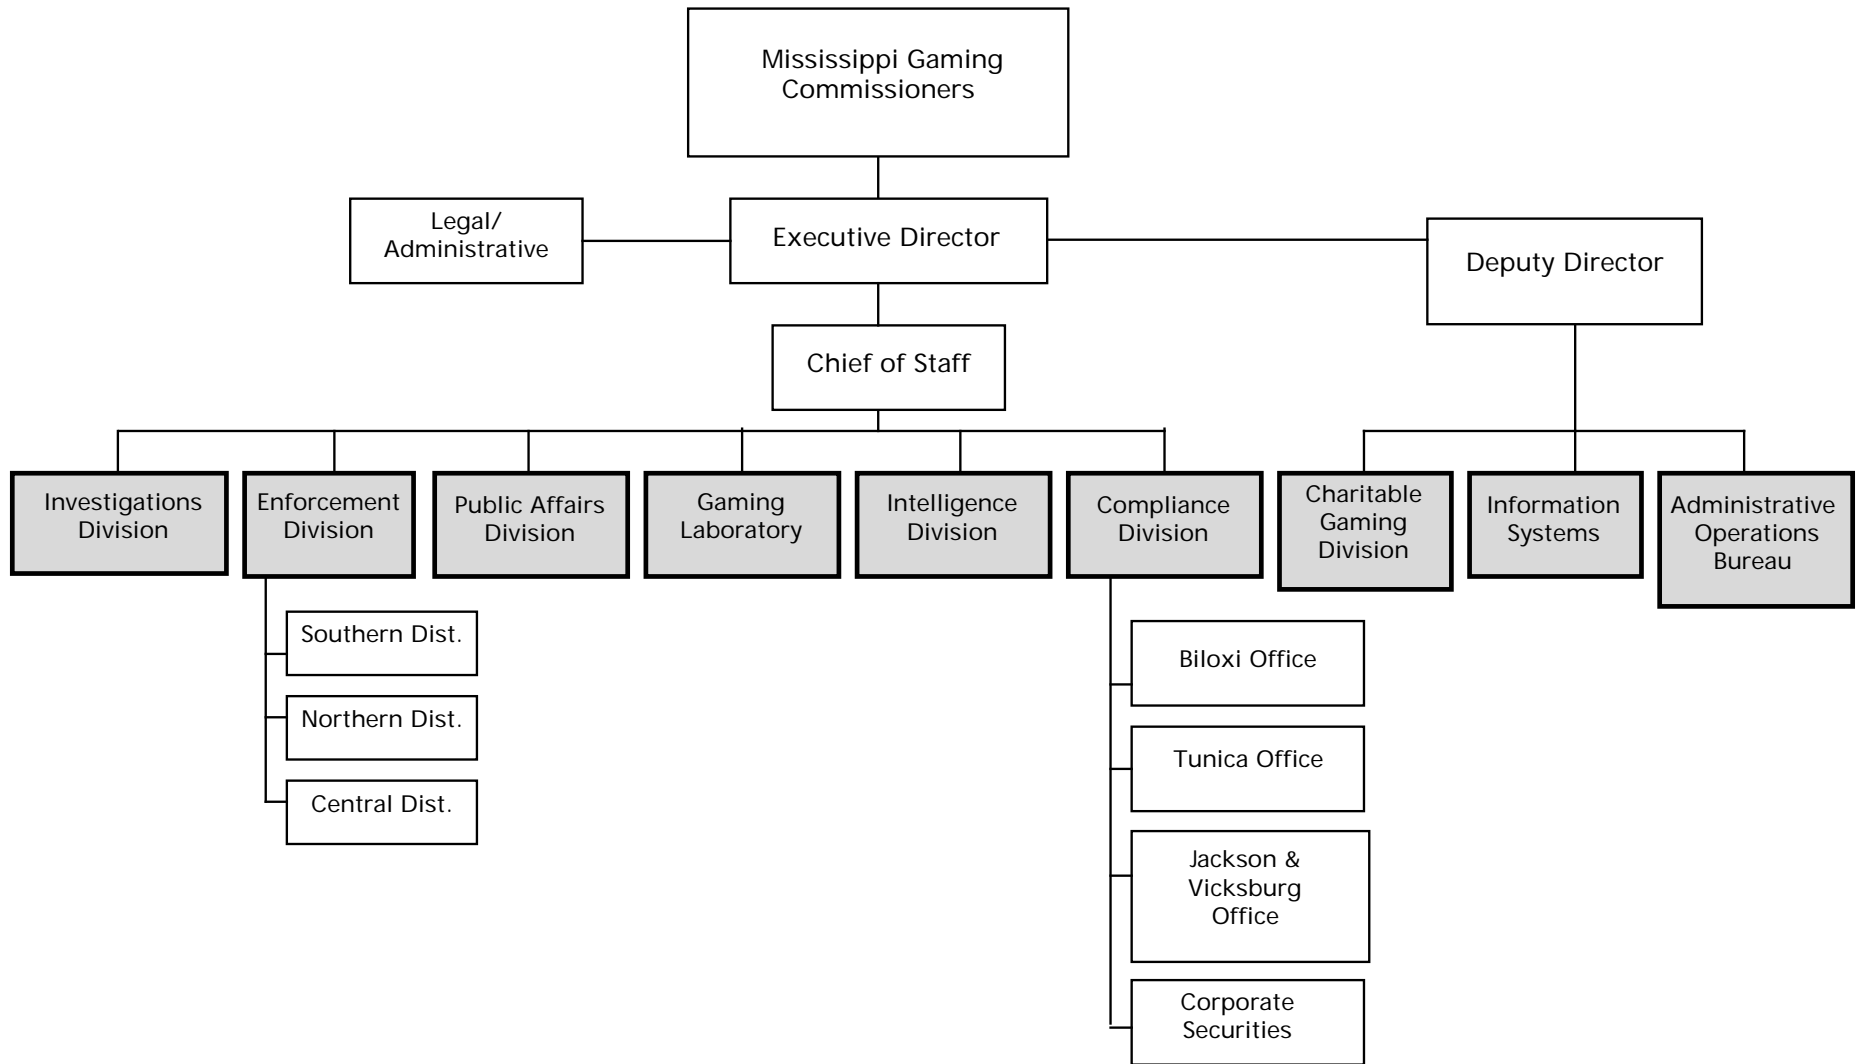 Mississippi Gaming
Commissioners
Legal/
Administrative
Executive Director
Deputy Director
Chief of Staff
Investigations
Division
Enforcement
Division
Public Affairs
Division
Gaming
Laboratory
Intelligence
Division
Compliance
Division
Charitable
Gaming
Division
Information
Systems
Administrative
Operations
Bureau
Southern Dist.
Northern Dist.
Central Dist.
Biloxi Office
Tunica Office
Jackson &
Vicksburg
Office
Corporate
Securities